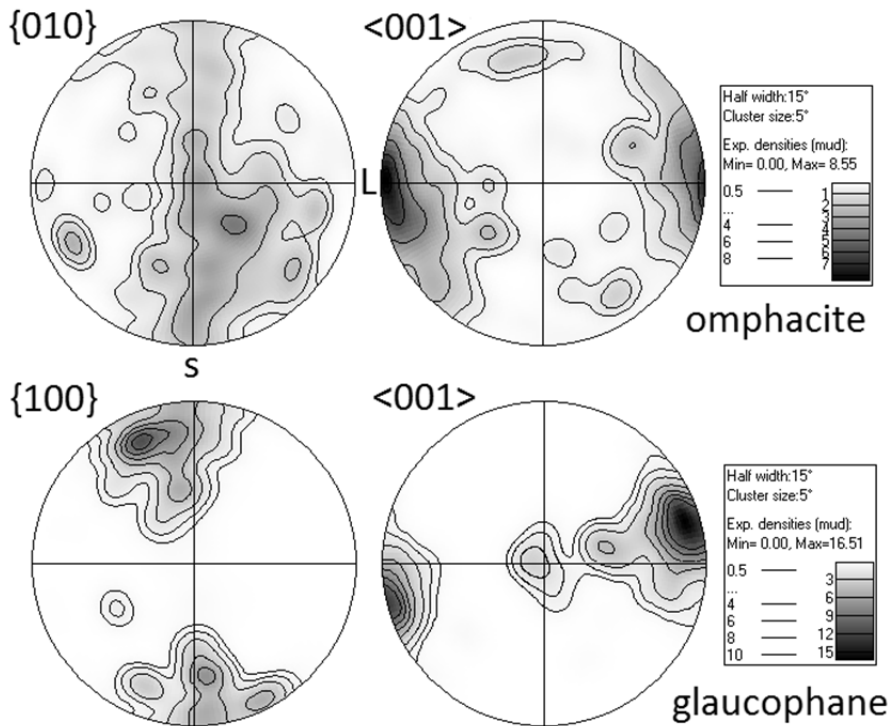 {010}
<001>
Half width:15°
Cluster size:5°
Exp. densities (mud):
Min= 0.00, Max= 8.55
0.5
...
4
6
8
1
2
3
4
5
6
7
L
omphacite
s
{100}
<001>
Half width:15°
Cluster size:5°
Exp. densities (mud):
Min= 0.00, Max=16.51
0.5
...
4
6
8
10
3
6
9
12
15
glaucophane